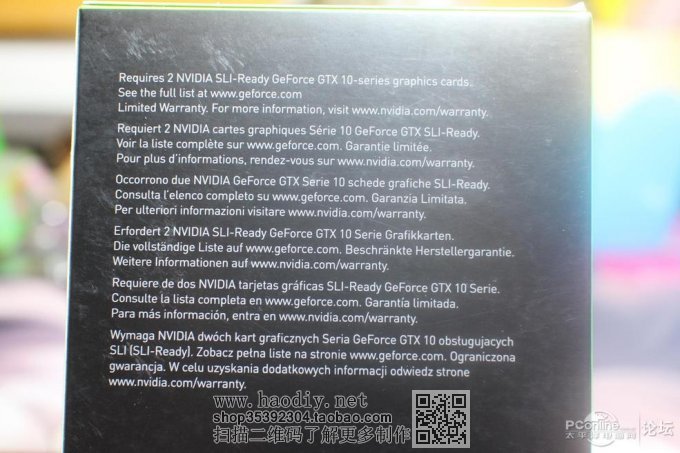 Requires 2 NVIDIA SLI-Ready GeForce GTX 10-series graphics cards.
See the full list at www.geforce.com
Limited Warranty. For more information, visit www.nvidia.com/warranty.
Requiert 2 NVIDIA cartes graphiques Série 10 GeForce GTX SLI-Ready.
Voir la liste complète sur www.geforce.com. Garantie limitée.
Pour plus d'informations, rendez-vous sur www.nvidia.com/warranty.
Occorrono due NVIDIA GeForce GTX Serie 10 schede grafiche SLI-Ready.
Consulta l'elenco completo su www.geforce.com. Garanzia Limitata.
Per ulteriori informazioni visitare www.nvidia.com/warranty.
Erfordert 2 NVIDIA SLI-Ready GeForce GTX 10 Serie Grafikkarten.
Die vollständige Liste auf www.geforce.com. Beschränkte Herstellergarantie.
Weitere Informationen auf www.nvidia.com/warranty.
Requiere de dos NVIDIA tarjetas gráficas SLI-Ready GeForce GTX 10 Serie.
Consulte la lista completa en www.geforce.com. Garantía limitada.
Para más información, entra en www.nvidia.com/warranty.
Wymaga NVIDIA dwóch kart graficznych Seria GeForce GTX 10 obsługujących
SLI (SLI-Ready). Zobacz pełna liste na stronie www.geforce.com. Ograniczona
gwarancja. W celu uzyskania dodatkowych informacji odwiedz strone
www.nvidia.com/warranty.
www.haodiy.net
shop35392304.taobao.com
扫描二维码了解更多制作
PConline
太平洋电脑网
论坛